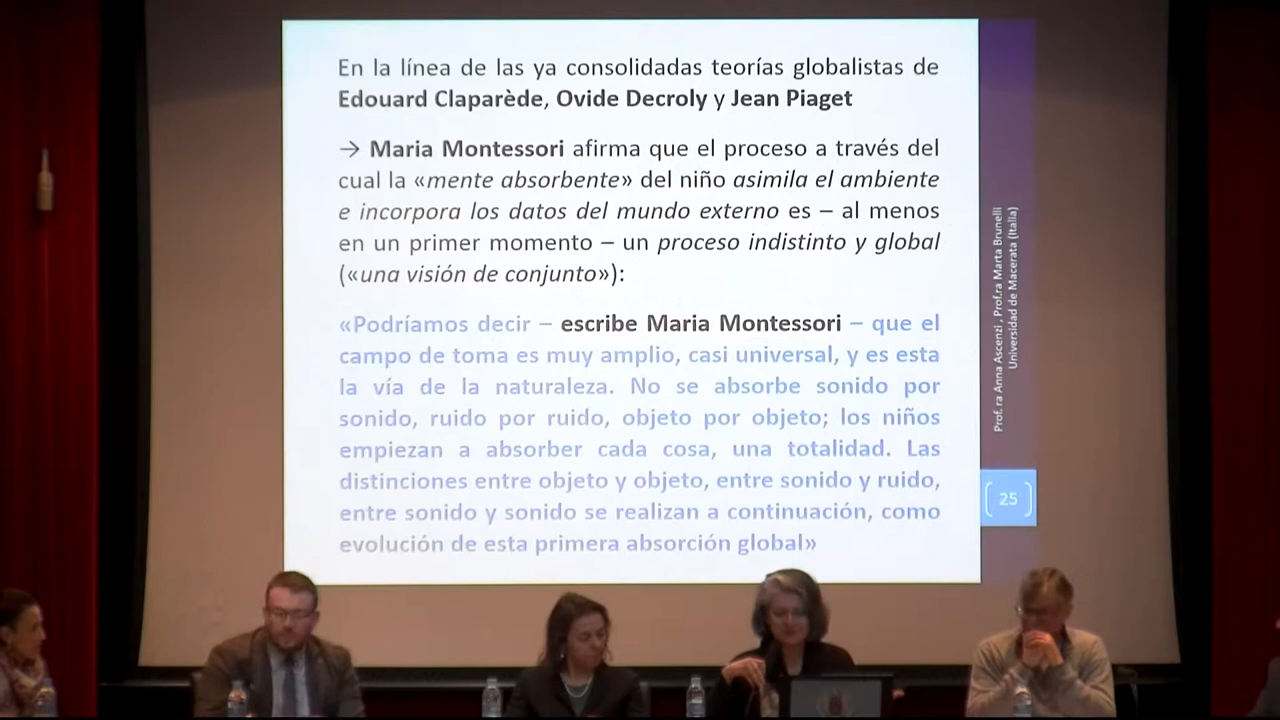 En la línea de las ya consolidadas teorías globalistas de
Edouard Claparède, Ovide Decroly y Jean Piaget
→ Maria Montessori afirma que el proceso a través del
cual la «mente absorbente» del niño asimila el ambiente
e incorpora los datos del mundo externo es – al menos
en un primer momento – un proceso indistinto y global
(«una visión de conjunto»):
«Podríamos decir – escribe Maria Montessori – que el
campo de toma es muy amplio, casi universal, y es esta
la vía de la naturaleza. No se absorbe sonido por
sonido, ruido por ruido, objeto por objeto; los niños
empiezan a absorber cada cosa, una totalidad. Las
distinciones entre objeto y objeto, entre sonido y ruido,
entre sonido y sonido se realizan a continuación, como
evolución de esta primera absorción global»
Prof.ra Anna Ascenzi , Prof.ra Marta Brunelli
Universidad de Macerata (Italia)
25